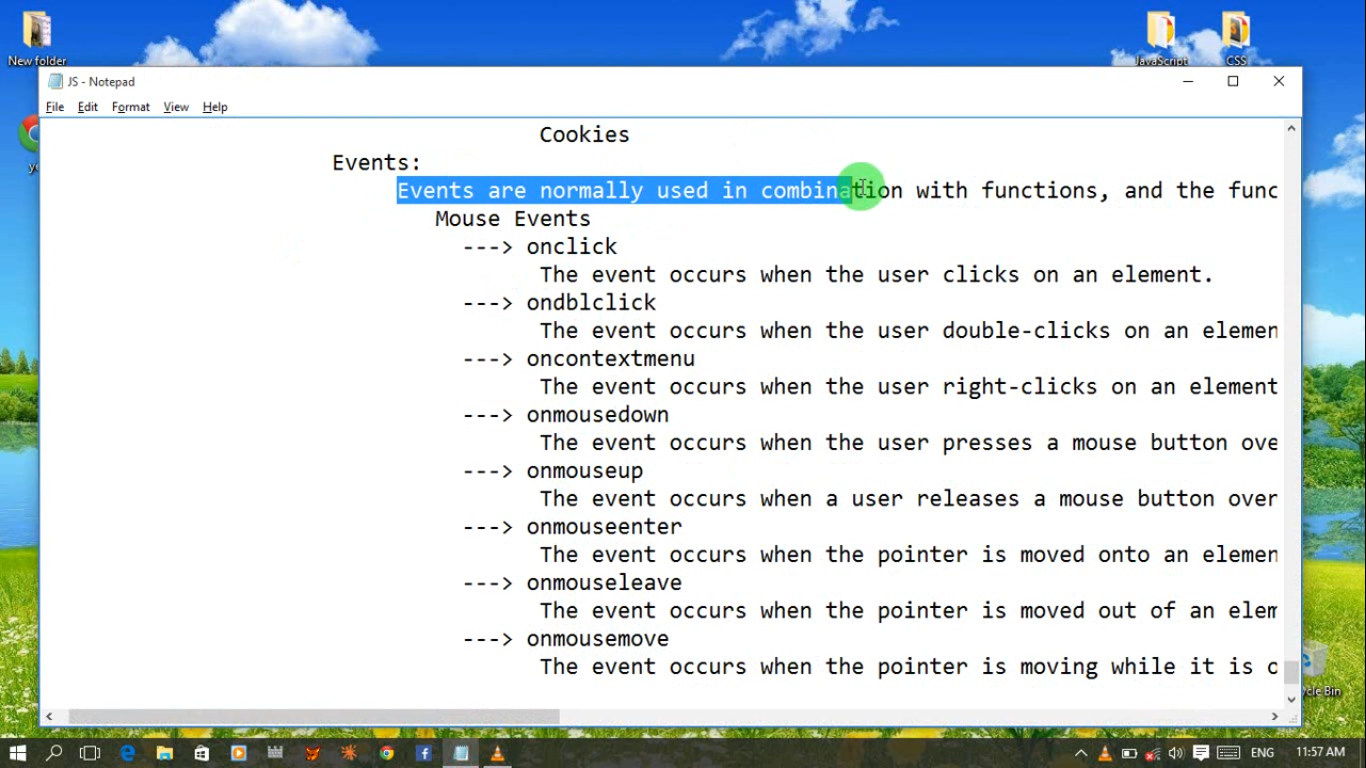 New folder
JavaScript
CSS
JS - Notepad
File Edit Format View Help
Cookies
Events:
Events are normally used in combination with functions, and the func
Mouse Events
---> onclick
The event occurs when the user clicks on an element.
---> ondblclick
The event occurs when the user double-clicks on an elemen
---> oncontextmenu
The event occurs when the user right-clicks on an element
---> onmousedown
The event occurs when the user presses a mouse button ove
---> onmouseup
The event occurs when a user releases a mouse button over
---> onmouseenter
The event occurs when the pointer is moved onto an elemen
---> onmouseleave
The event occurs when the pointer is moved out of an elem
---> onmousemove
The event occurs when the pointer is moving while it is o
ycle Bin
ENG 11:57 AM